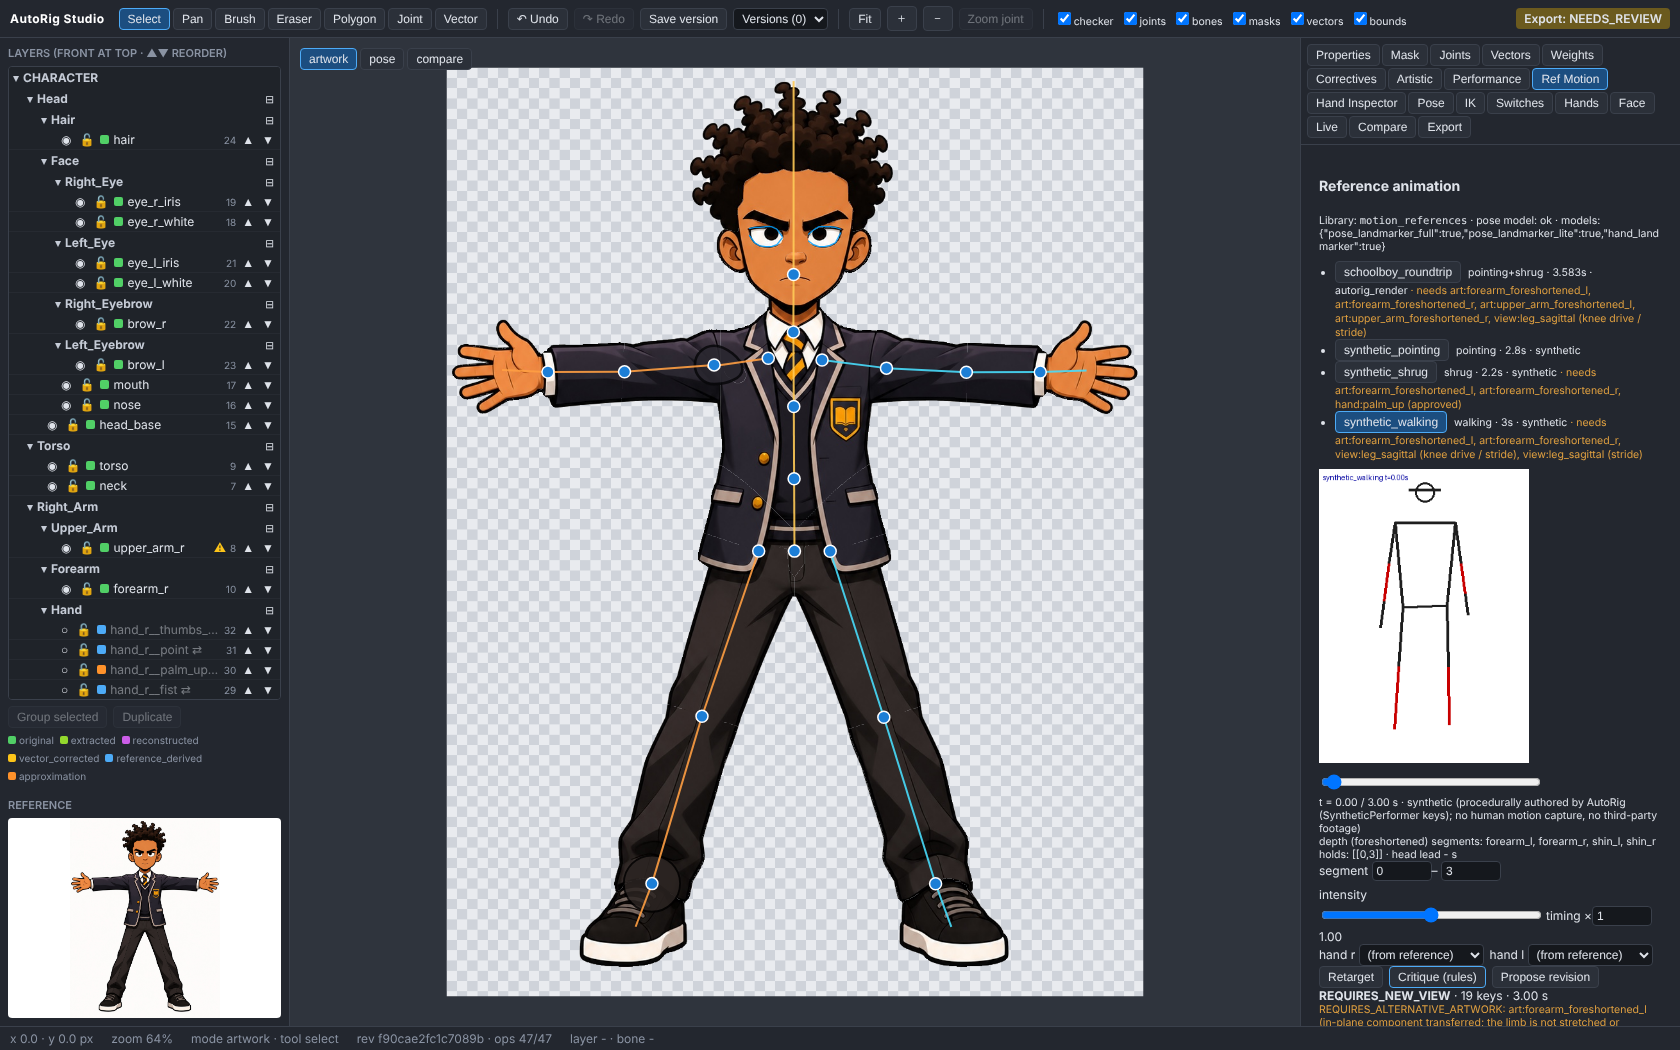 AutoRig Studio Select Pan Brush Eraser Polygon Joint Vector ↶ Undo ↷ Redo Save version Versions (0) Fit + − Zoom joint checker joints bones masks vectors bounds Export: NEEDS_REVIEW
LAYERS (FRONT AT TOP · ▲▼ REORDER)
▾ CHARACTER
▾ Head
▾ Hair
hair 24 ▲ ▼
▾ Face
▾ Right_Eye
eye_r_iris 19 ▲ ▼
eye_r_white 18 ▲ ▼
▾ Left_Eye
eye_l_iris 21 ▲ ▼
eye_l_white 20 ▲ ▼
▾ Right_Eyebrow
brow_r 22 ▲ ▼
▾ Left_Eyebrow
brow_l 23 ▲ ▼
mouth 17 ▲ ▼
nose 16 ▲ ▼
head_base 15 ▲ ▼
▾ Torso
torso 9 ▲ ▼
neck 7 ▲ ▼
▾ Right_Arm
▾ Upper_Arm
upper_arm_r 8 ▲ ▼
▾ Forearm
forearm_r 10 ▲ ▼
▾ Hand
hand_r__thumbs_... 32 ▲ ▼
hand_r__point ⇄ 31 ▲ ▼
hand_r__palm_up... 30 ▲ ▼
hand_r__fist ⇄ 29 ▲ ▼
Group selected Duplicate
original extracted reconstructed
vector_corrected reference_derived
approximation
REFERENCE
artwork pose compare
Properties Mask Joints Vectors Weights
Correctives Artistic Performance Ref Motion
Hand Inspector Pose IK Switches Hands Face
Live Compare Export
Reference animation
Library: motion_references · pose model: ok · models:
{"pose_landmarker_full":true,"pose_landmarker_lite":true,"hand_land
marker":true}
schoolboy_roundtrip pointing+shrug · 3.583s ·
autorig_render · needs art:forearm_foreshortened_l,
art:forearm_foreshortened_r, art:upper_arm_foreshortened_l,
art:upper_arm_foreshortened_r, view:leg_sagittal (knee drive /
stride)
synthetic_pointing pointing · 2.8s · synthetic
synthetic_shrug shrug · 2.2s · synthetic · needs
art:forearm_foreshortened_l, art:forearm_foreshortened_r,
hand:palm_up (approved)
synthetic_walking walking · 3s · synthetic · needs
art:forearm_foreshortened_l, art:forearm_foreshortened_r,
view:leg_sagittal (knee drive / stride), view:leg_sagittal (stride)
synthetic_walking t=0.00s
t = 0.00 / 3.00 s · synthetic (procedurally authored by AutoRig
(SyntheticPerformer keys); no human motion capture, no third-party
footage)
depth (foreshortened) segments: forearm_l, forearm_r, shin_l, shin_r
holds: [[0,3]] · head lead - s
segment 0 – 3
intensity
timing × 1
1.00
hand r (from reference) hand l (from reference)
Retarget Critique (rules) Propose revision
REQUIRES_NEW_VIEW · 19 keys · 3.00 s
REQUIRES_ALTERNATIVE_ARTWORK: art:forearm_foreshortened_l
(in-plane component transferred; the limb is not stretched or
x 0.0 · y 0.0 px zoom 64% mode artwork · tool select rev f90cae2fc1c7089b · ops 47/47 layer - · bone -